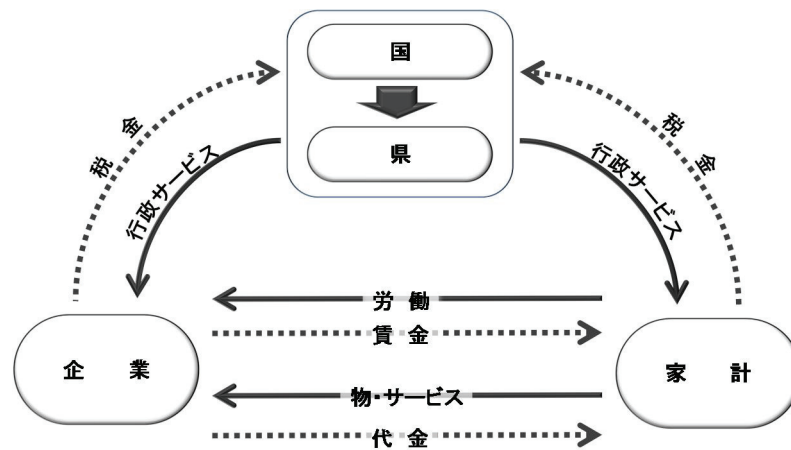 国
県
税金
税金
行政サービス
行政サービス
労働
賃金
企業
家計
物・サービス
代金